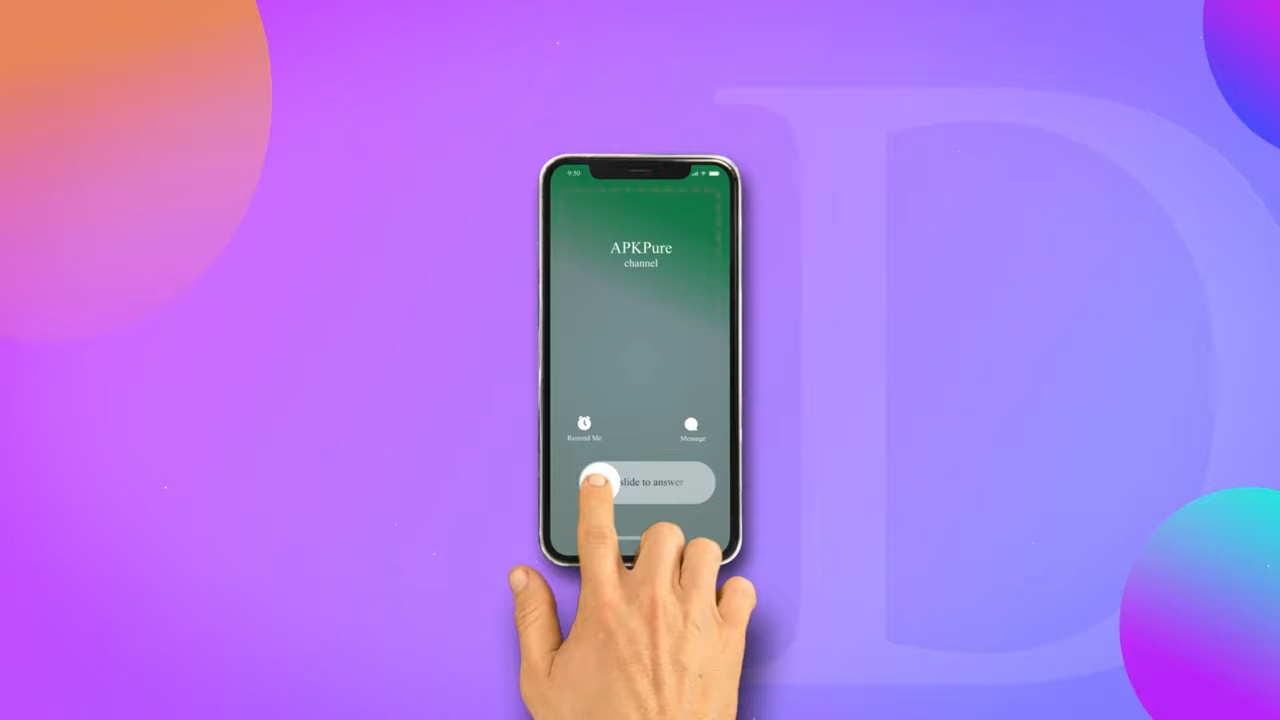 D
9:50
APKPure
channel
Remind Me
Message
slide to answer